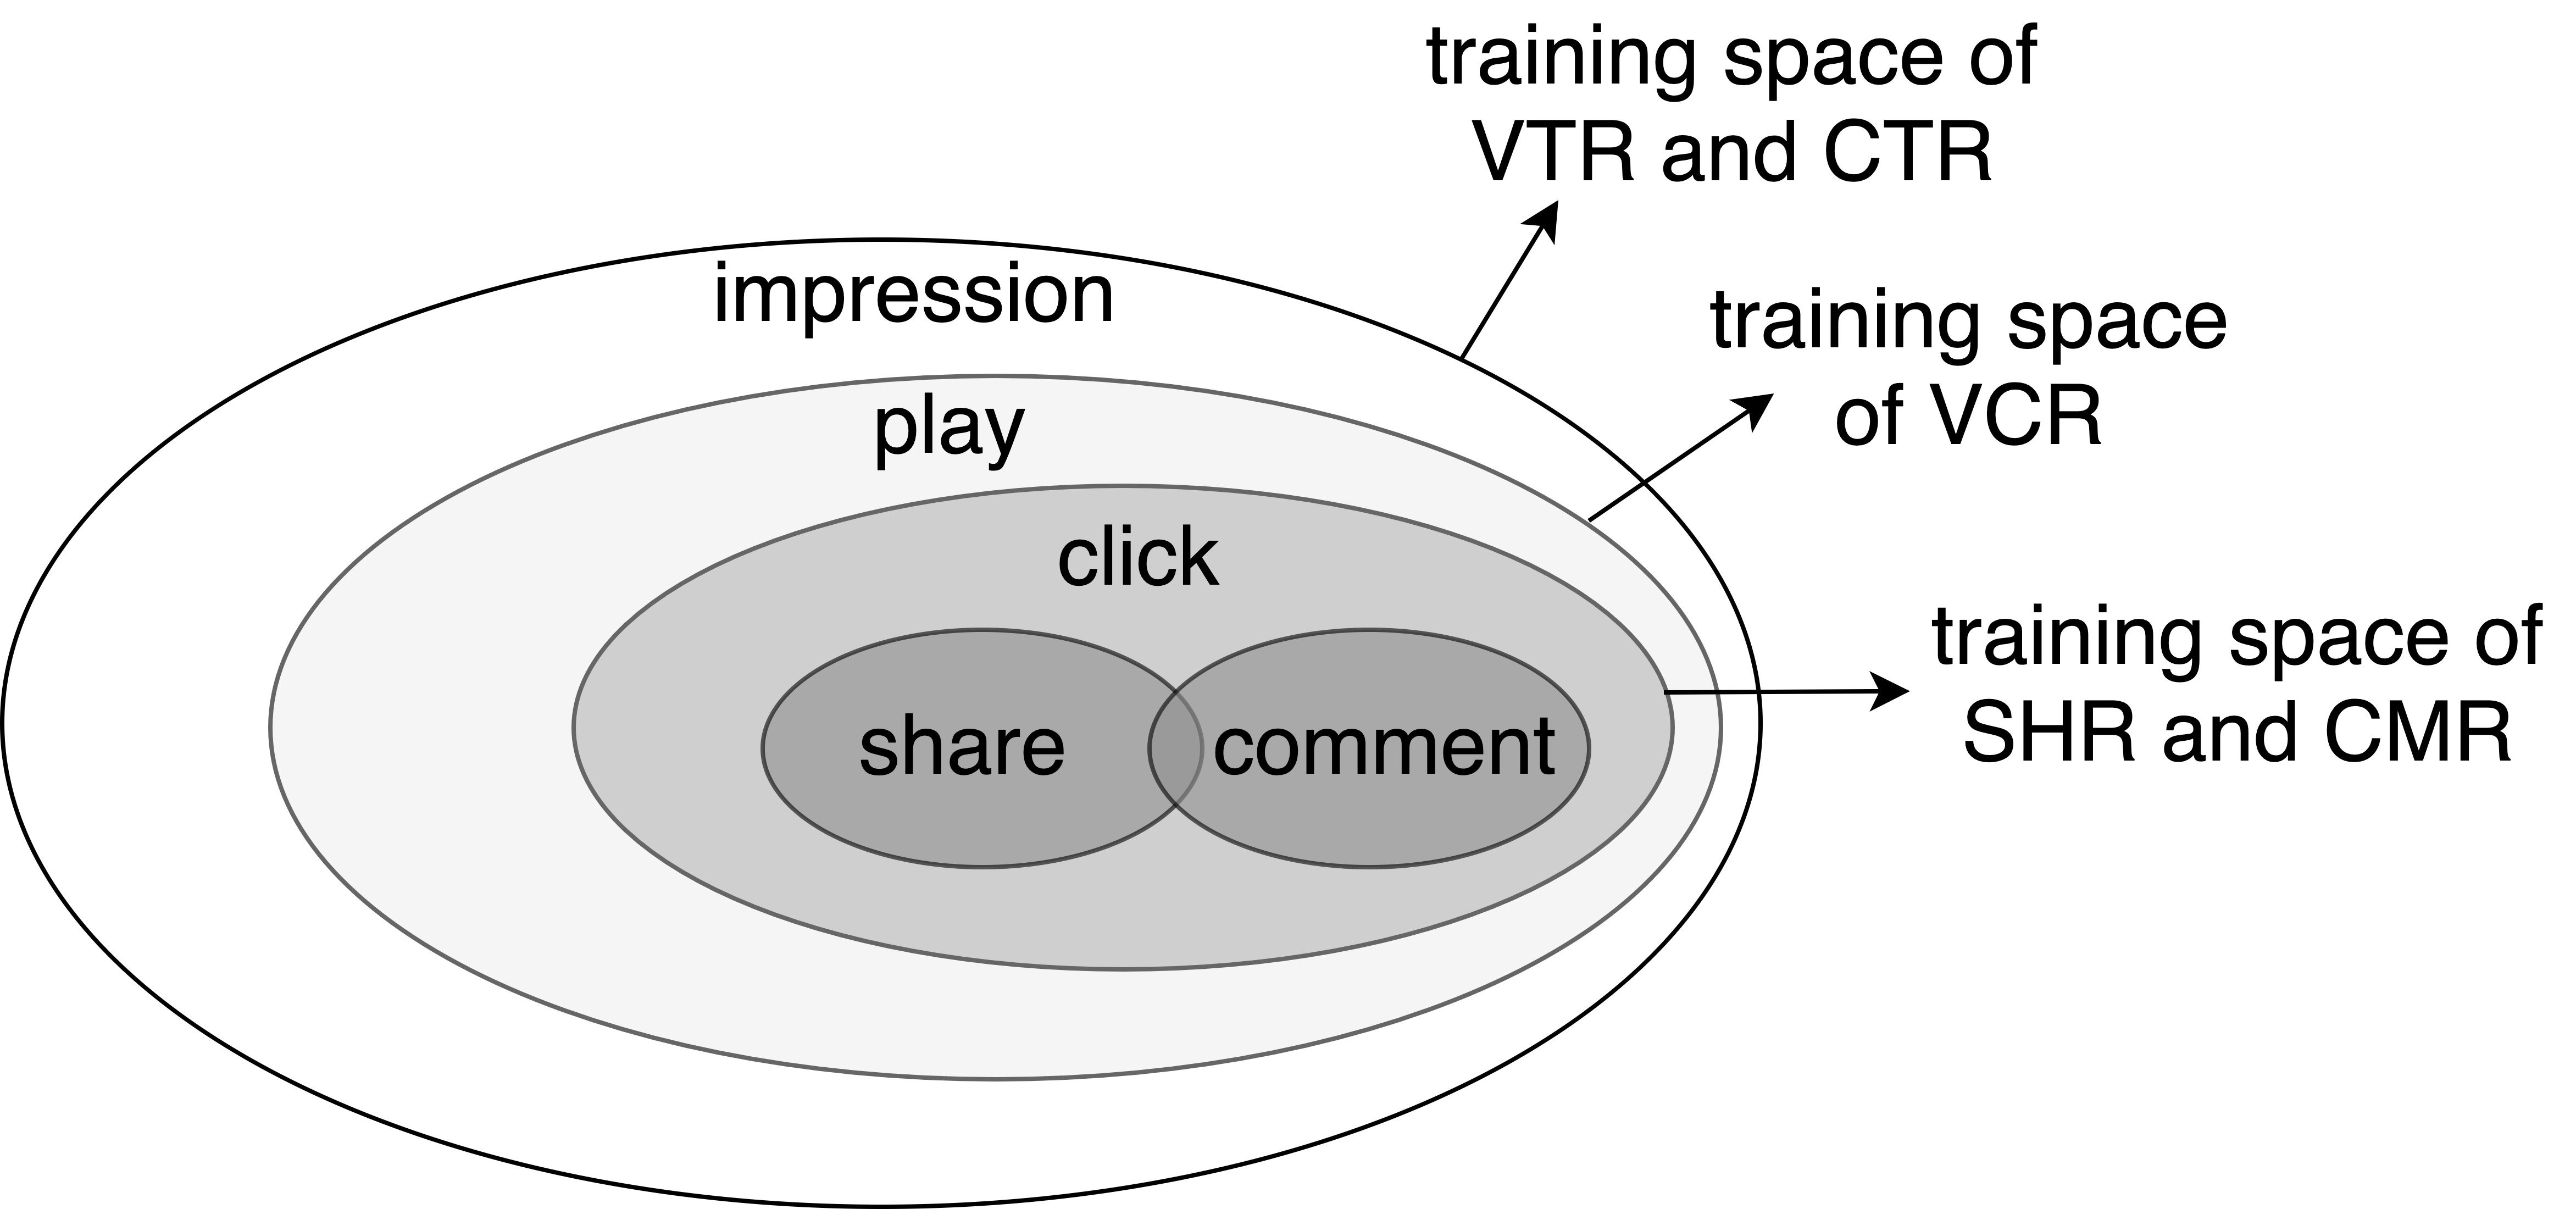 training space of
VTR and CTR
impression
training space
of VCR
play
click
training space of
SHR and CMR
share
comment